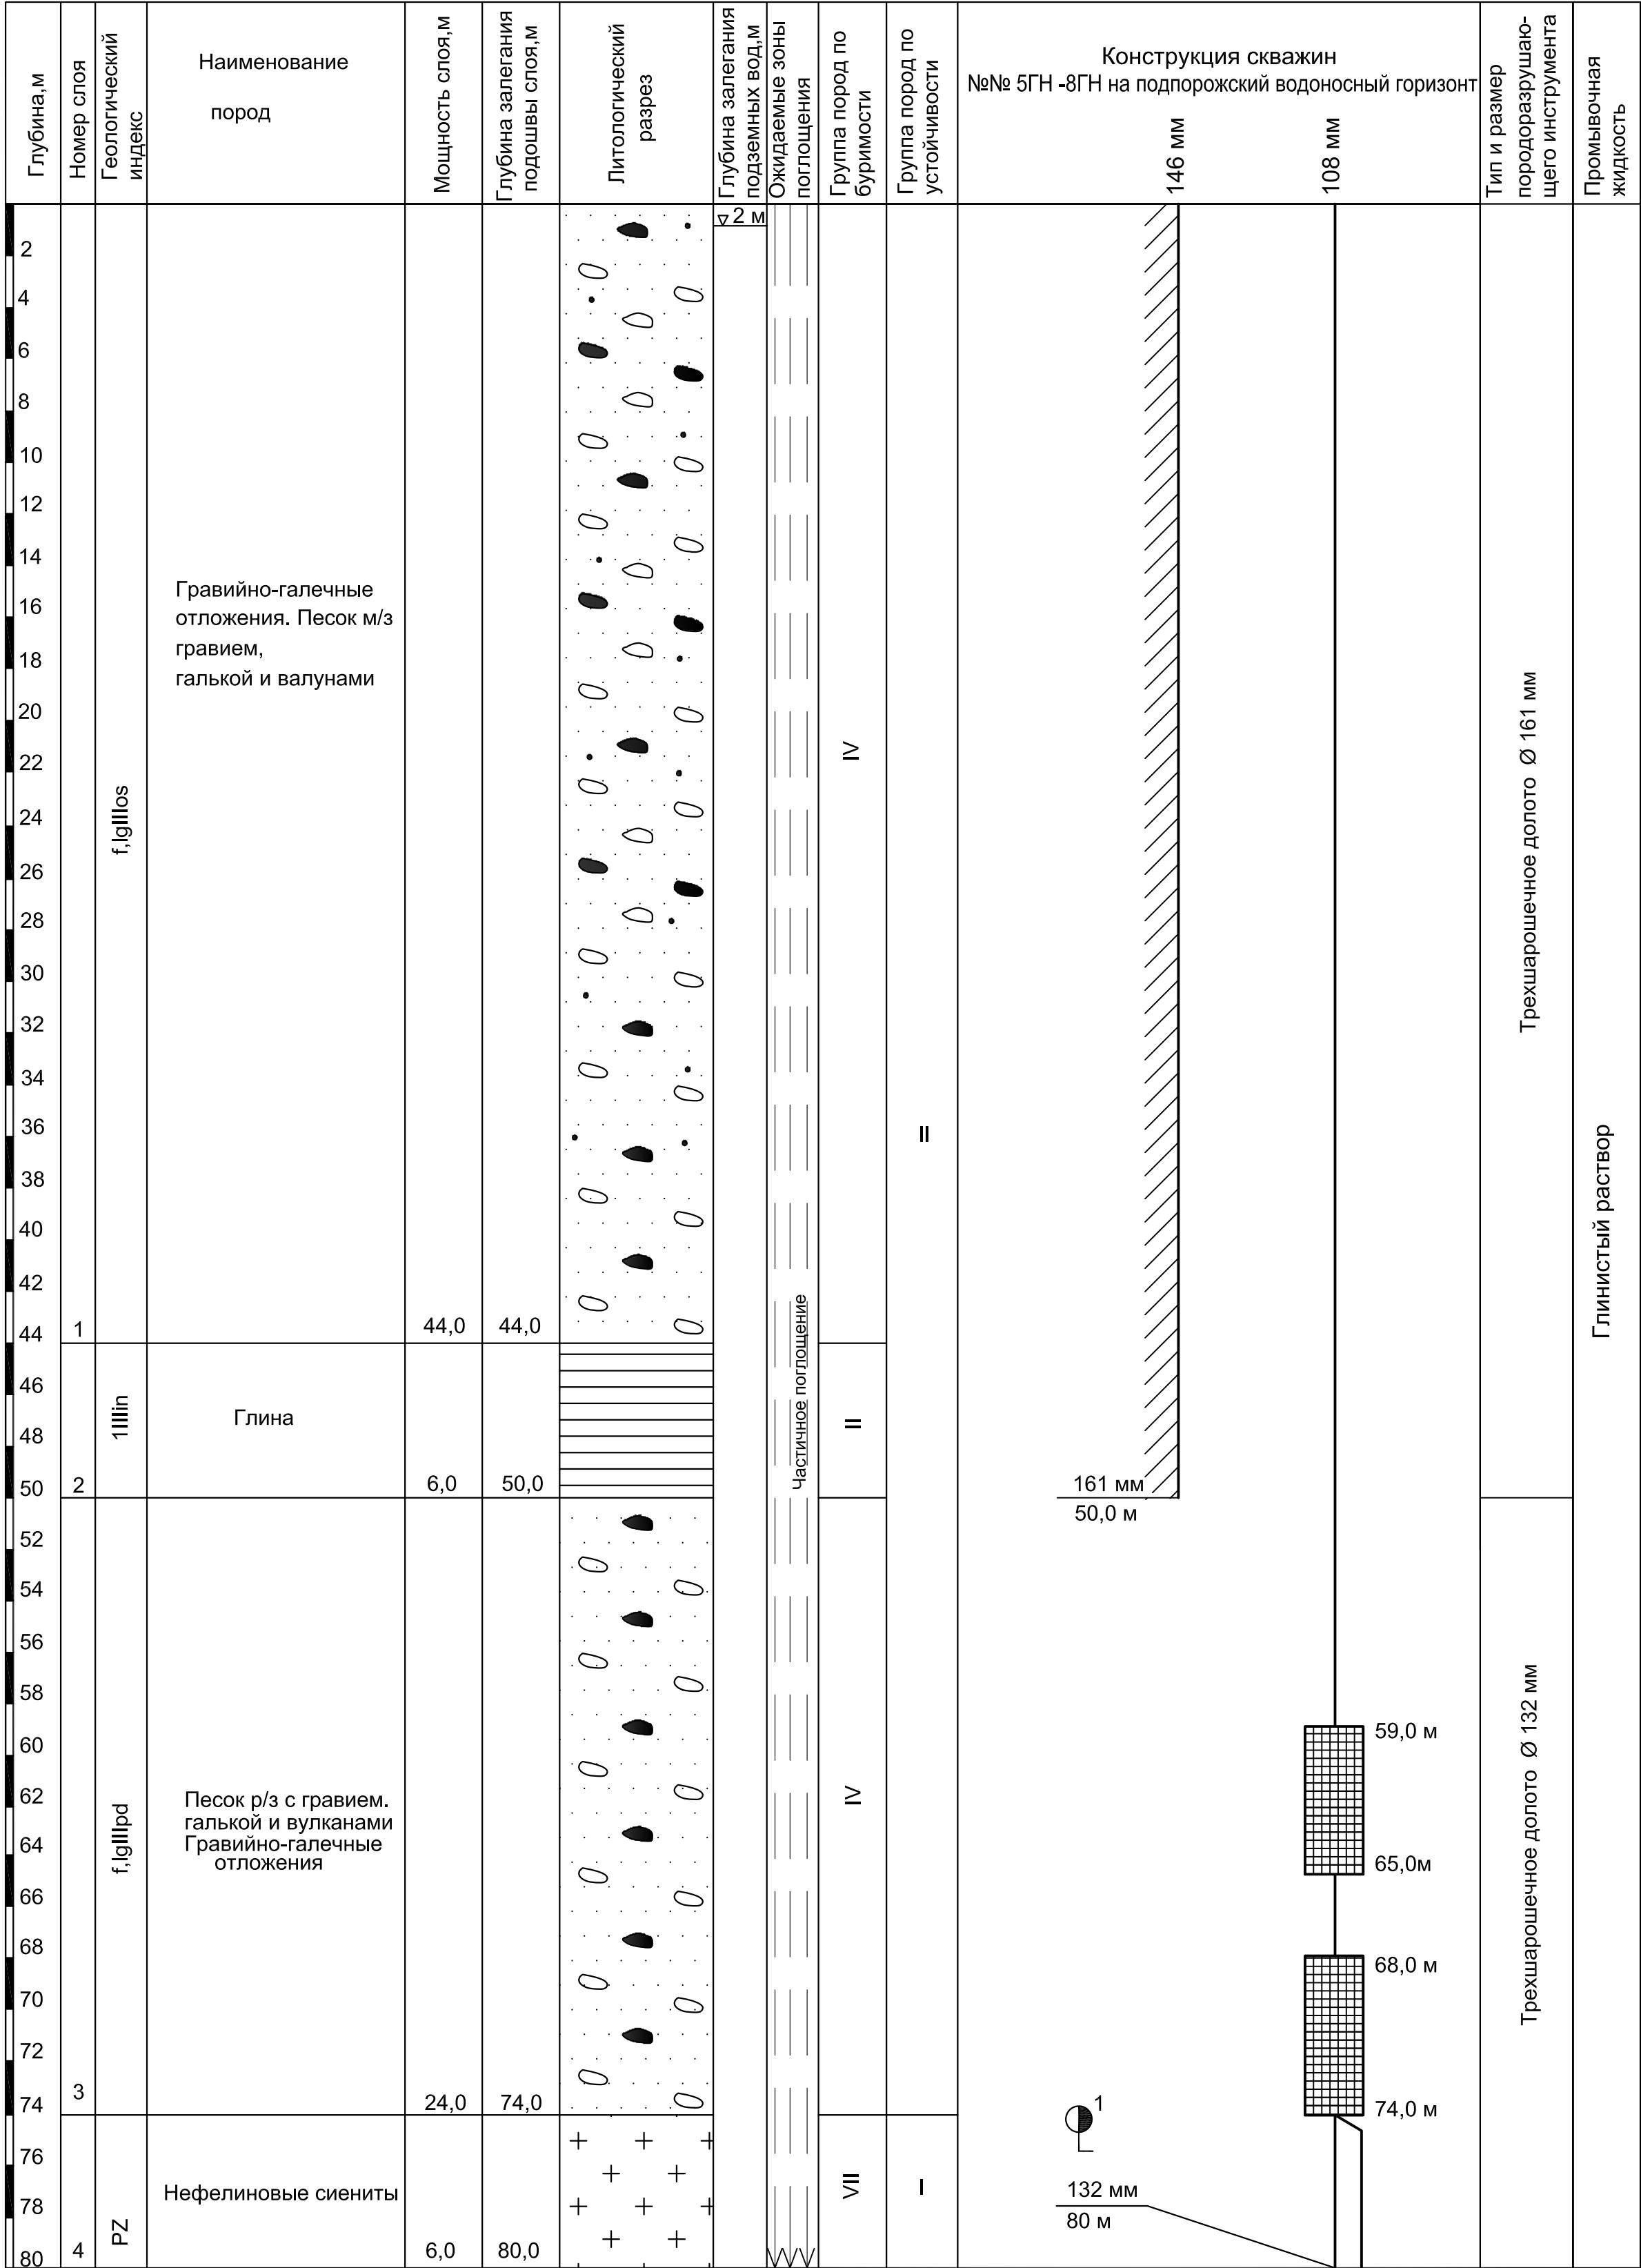 Глубина,м
Номер слоя
Геологический
индекс
Наименование
пород
Мощность слоя,м
Глубина залегания
подошвы слоя,м
Литологический
разрез
Глубина залегания
подземных вод,м
Ожидаемые зоны
поглощения
Группа пород по
буримости
Группа пород по
устойчивости
Конструкция скважин
№№ 5ГН -8ГН на подпорожский водоносный горизонт
146 мм
108 мм
Тип и размер
породоразрушаю-
щего инструмента
Промывочная
жидкость
2 м
2
4
6
8
10
12
14
16
18
20
22
24
26
28
30
32
34
36
38
40
42
44
46
48
50
52
54
56
58
60
62
64
66
68
70
72
74
76
78
80
1
f,lgIIIos
Гравийно-галечные
отложения. Песок м/з
гравием,
галькой и валунами
44,0
44,0
IV
II
Трехшарошечное долото Ø 161 мм
Глинистый раствор
Частичное поглощение
2
1IIIin
Глина
6,0
50,0
II
161 мм
50,0 м
3
f,lgIIIpd
Песок р/з с гравием.
галькой и вулканами
Гравийно-галечные
отложения
24,0
74,0
IV
59,0 м
65,0м
68,0 м
74,0 м
Трехшарошечное долото Ø 132 мм
1
4
PZ
Нефелиновые сиениты
6,0
80,0
VII
I
132 мм
80 м